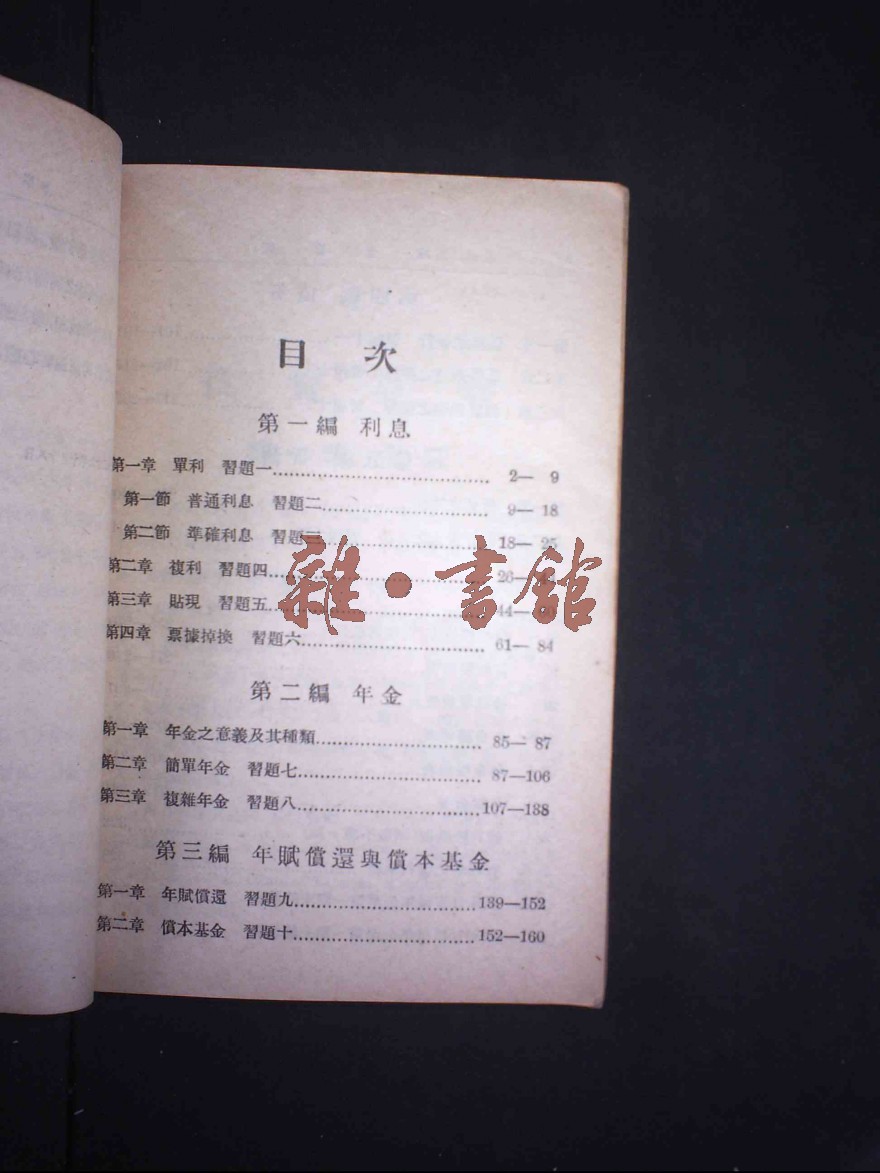 目 次
第一編 利息
第一章 單利 習題一 2— 9
第一節 普通利息 習題二 9— 18
第二節 準確利息 習題三 18— 25
第二章 複利 習題四 26—
第三章 貼現 習題五 44—
第四章 票據掉換 習題六 61— 84
雜·書館
第二編 年金
第一章 年金之意義及其種類 85— 87
第二章 簡單年金 習題七 87—106
第三章 複雜年金 習題八 107—138
第三編 年賦償還與償本基金
第一章 年賦償還 習題九 139—152
第二章 償本基金 習題十 152—160